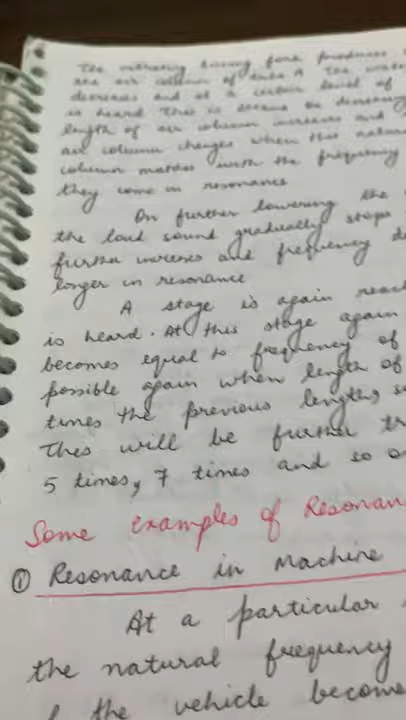 The vibrating tuning fork produces
the air column of tube A The water
decreases and at a certain level of
is heard This is because on decreasing
length of air column increases and
air column changes when this natural
column matches with the frequency
they come in resonance
On further lowering the
the loud sound gradually stops
further increses and frequency
longer in resonance
A stage is again reac
is heard. At this stage again
becomes equal to frequency of
possible again when length of
times the previous length, s
This will be further tr
5 times, 7 times and so o
Some examples of Resonan
① Resonance in Machine
At a particular
the natural frequency
the vehicle become